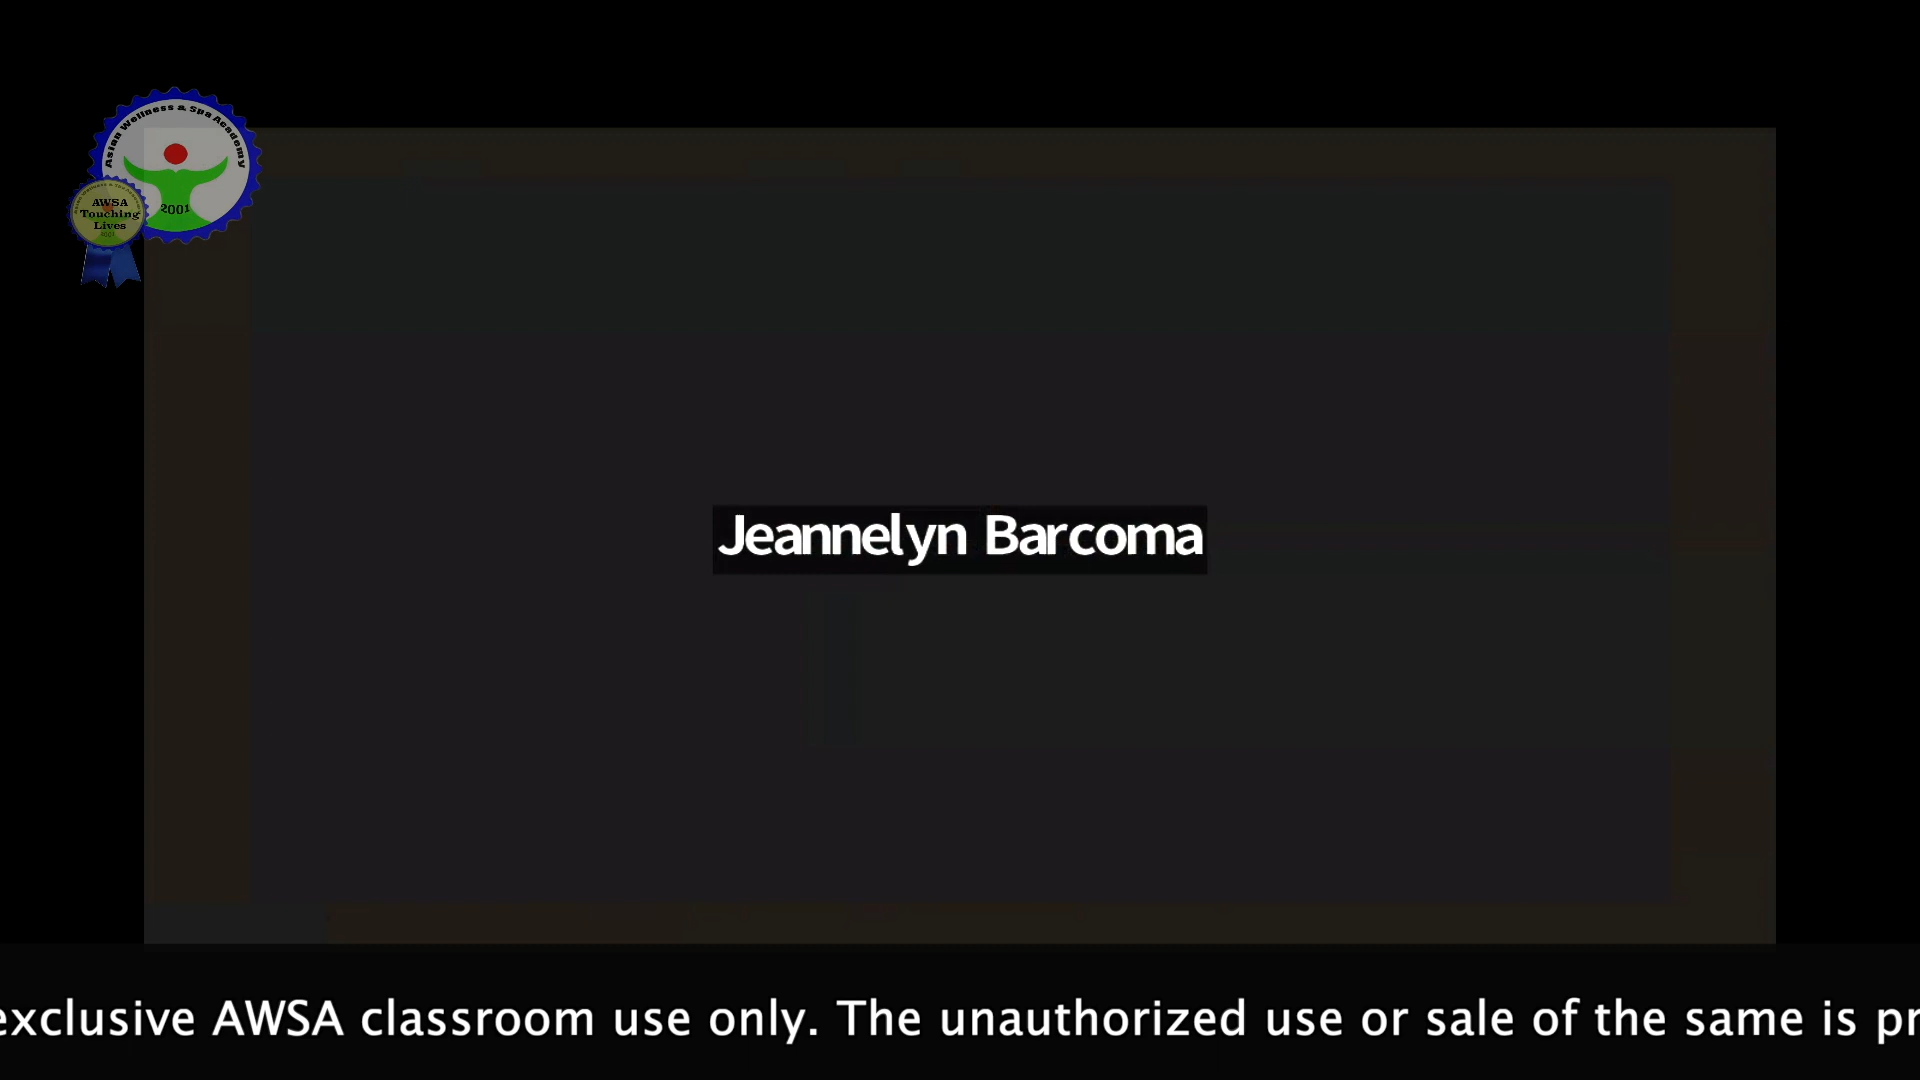 Asian Wellness & Spa Academy
2001
AWSA
Touching
Lives
2001
Jeannelyn Barcoma
exclusive AWSA classroom use only. The unauthorized use or sale of the same is pr